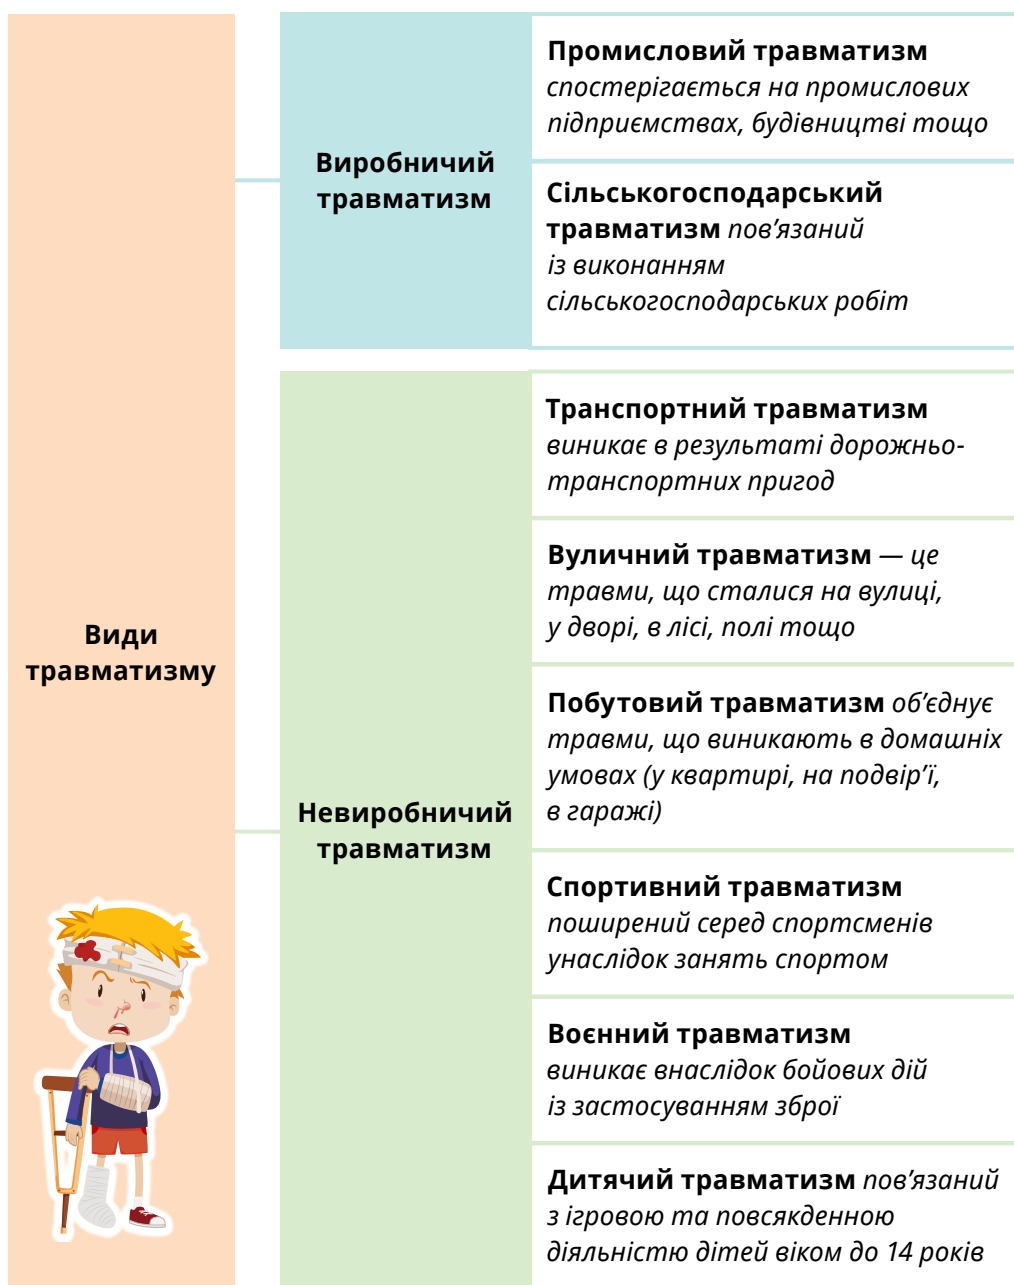 Види
травматизму
Виробничий
травматизм
Промисловий травматизм
спостерігається на промислових
підприємствах, будівництві тощо
Сільськогосподарський
травматизм пов’язаний
із виконанням
сільськогосподарських робіт
Невиробничий
травматизм
Транспортний травматизм
виникає в результаті дорожньо-
транспортних пригод
Вуличний травматизм — це
травми, що сталися на вулиці,
у дворі, в лісі, полі тощо
Побутовий травматизм об’єднує
травми, що виникають в домашніх
умовах (у квартирі, на подвір’ї,
в гаражі)
Спортивний травматизм
поширений серед спортсменів
унаслідок занять спортом
Воєнний травматизм
виникає внаслідок бойових дій
із застосуванням зброї
Дитячий травматизм пов’язаний
з ігровою та повсякденною
діяльністю дітей віком до 14 років